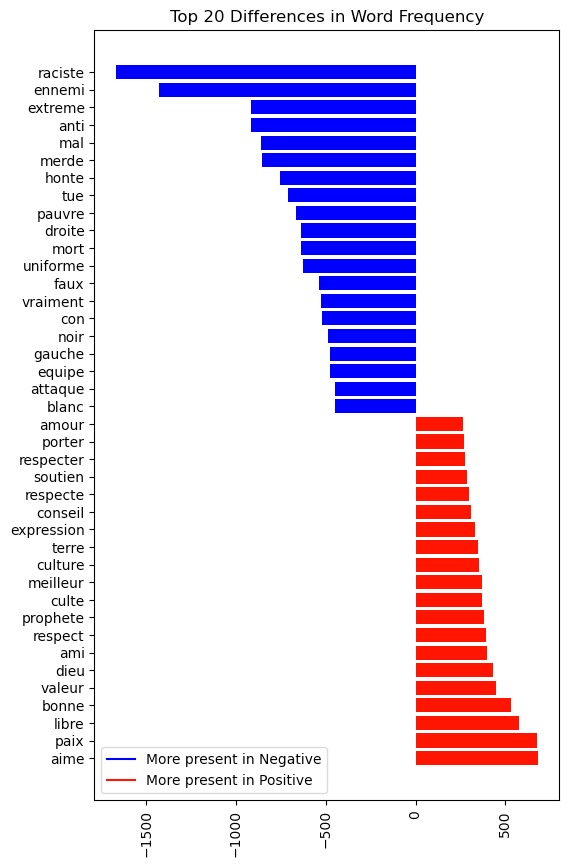 Top 20 Differences in Word Frequency
raciste
ennemi
extreme
anti
mal
merde
honte
tue
pauvre
droite
mort
uniforme
faux
vraiment
con
noir
gauche
equipe
attaque
blanc
amour
porter
respecter
soutien
respecte
conseil
expression
terre
culture
meilleur
culte
prophete
respect
ami
dieu
valeur
bonne
libre
paix
aime
More present in Negative
More present in Positive
−1500
−1000
−500
0
500